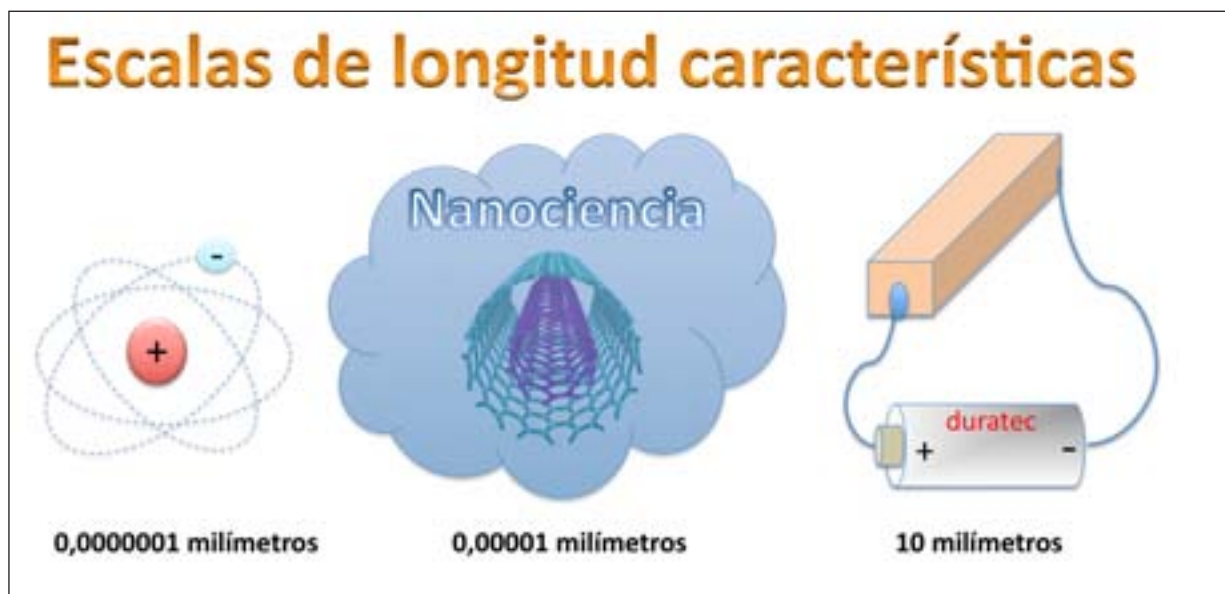 Escalas de longitud características
Nanociencia
-
+
duratec
+ -
0,0000001 milímetros
0,00001 milímetros
10 milímetros